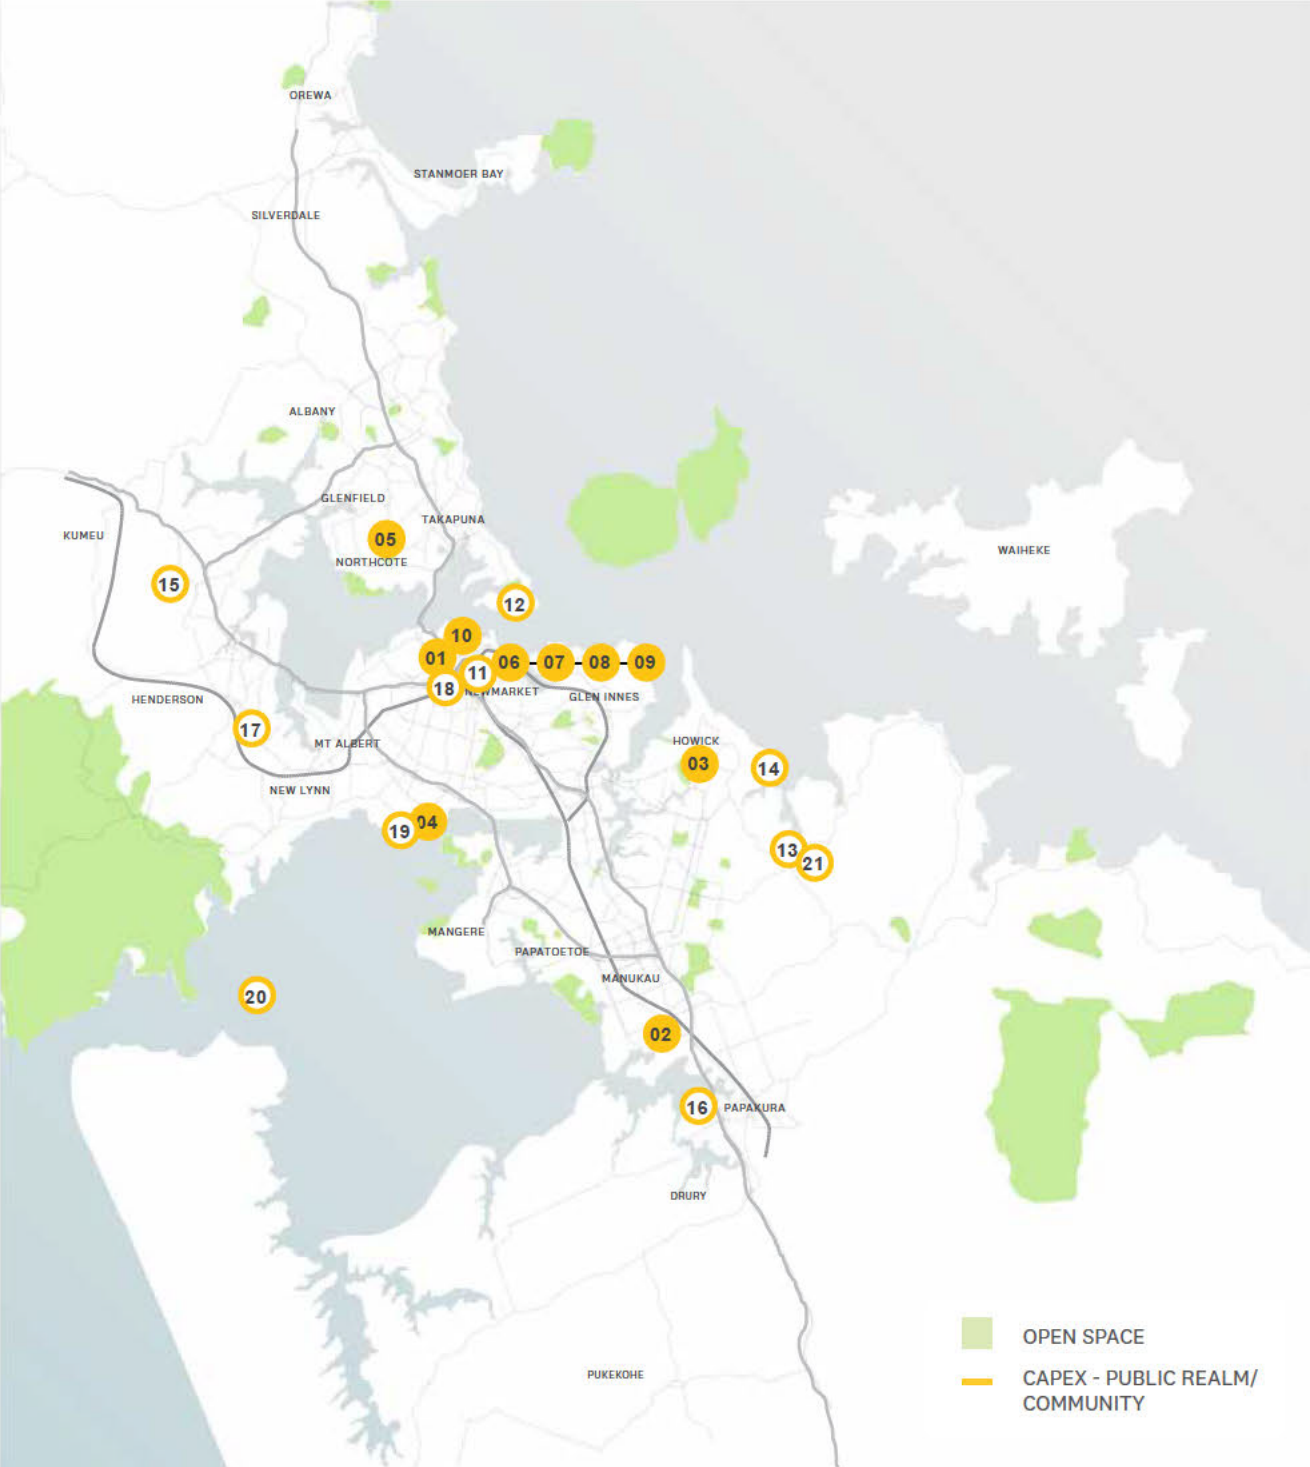 OREWA
STANMOER BAY
SILVERDALE
ALBANY
GLENFIELD
TAKAPUNA
KUMEU
05
NORTHCOTE
WAIHEKE
15
12
10
01
06
07
08
09
11
18
NEWMARKET
GLEN INNES
HENDERSON
17
MT ALBERT
HOWICK
03
14
NEW LYNN
19
04
13
21
MANGERE
PAPATOETOE
MANUKAU
20
02
16
PAPAKURA
DRURY
PUKEKOHE
OPEN SPACE
CAPEX - PUBLIC REALM/
COMMUNITY